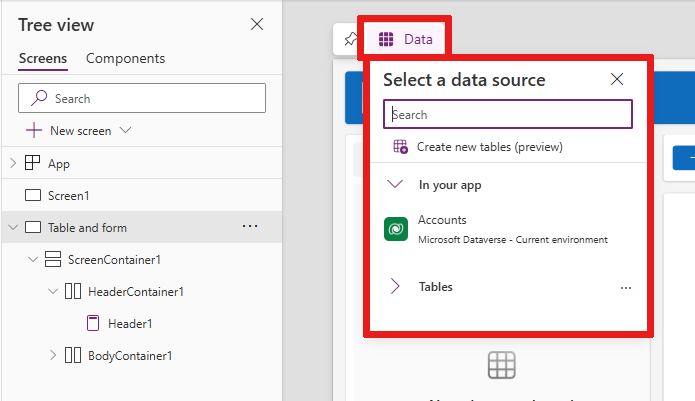 Tree view
Screens Components
Search
New screen
App
Screen1
Table and form
ScreenContainer1
HeaderContainer1
Header1
BodyContainer1
Data
Select a data source
Search
Create new tables (preview)
In your app
Accounts
Microsoft Dataverse - Current environment
Tables